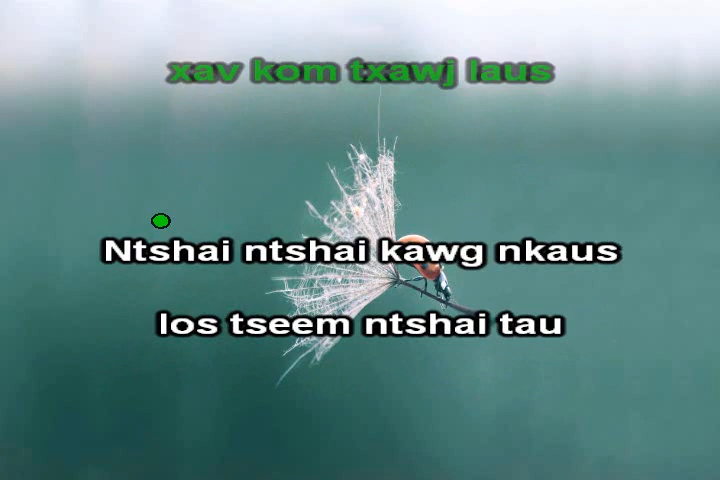 xav kom txawj laus
Ntshai ntshai kawg nkaus
los tseem ntshai tau